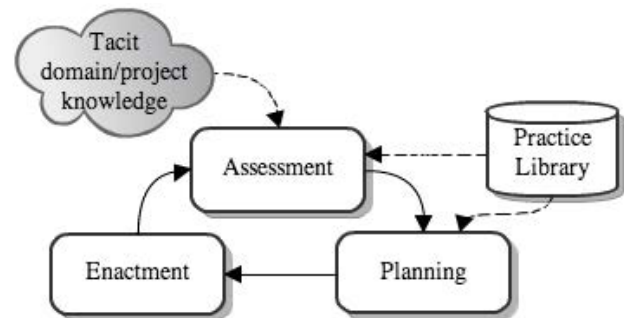 Tacit
domain/project
knowledge
Assessment
Practice
Library
Enactment
Planning